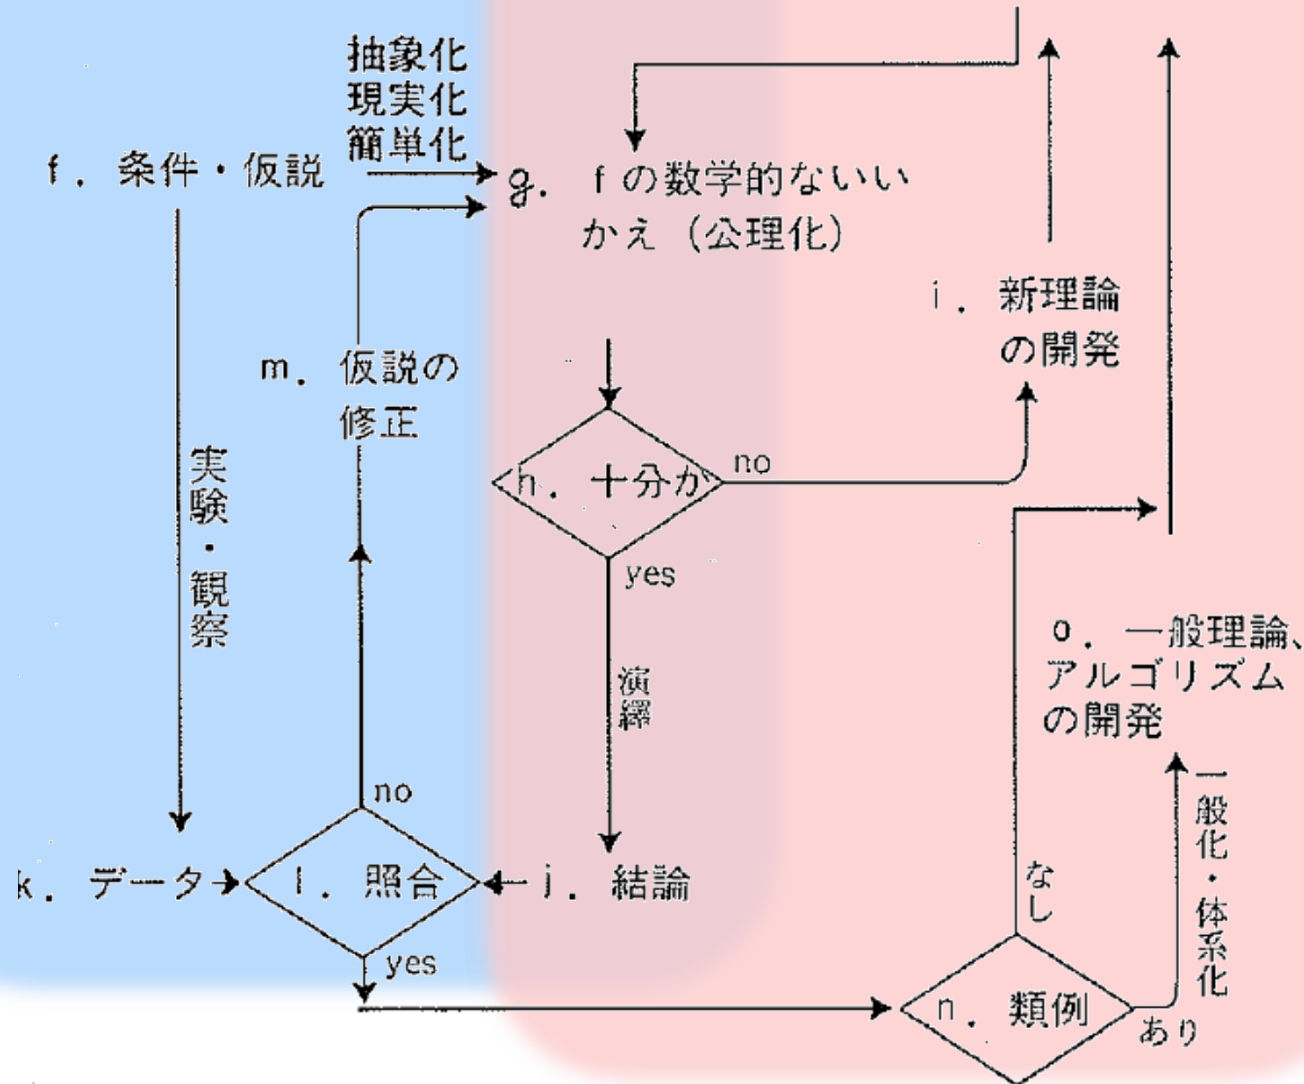 抽象化
現実化
簡単化
f. 条件・仮説
g. fの数学的ないい
かえ（公理化）
i. 新理論
の開発
m. 仮説の
修正
h. 十分か
no
yes
実験・観察
演繹
o. 一般理論、
アルゴリズム
の開発
一般化・体系化
no
k. データ
l. 照合
j. 結論
yes
なし
n. 類例
あり